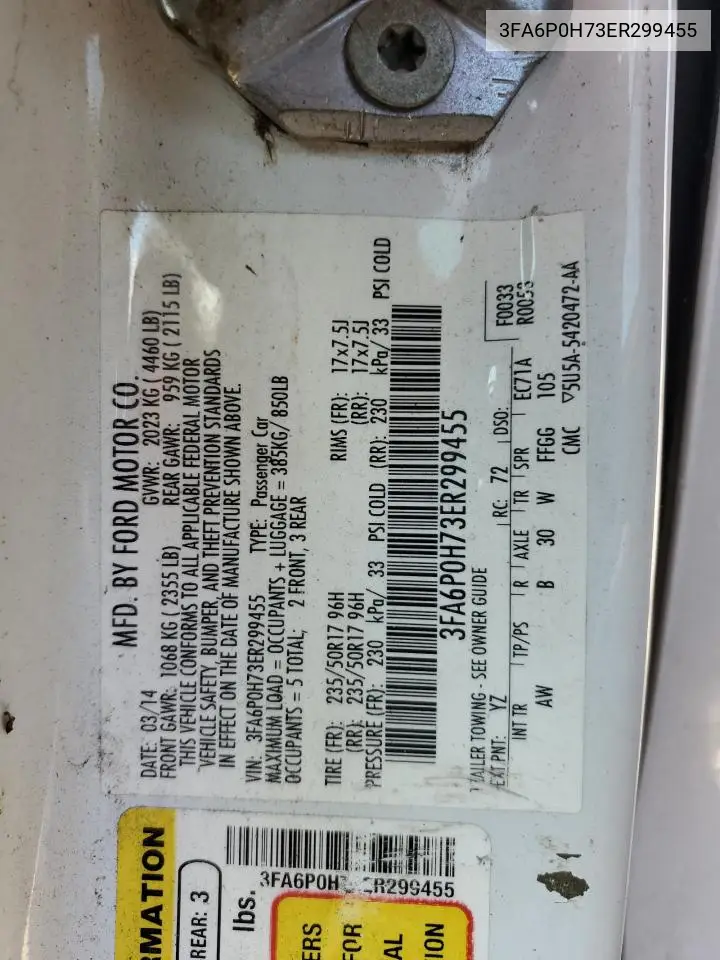 3FA6P0H73ER299455
MFD. BY FORD MOTOR CO.
DATE: 03/14 GVWR: 2023 KG ( 4460 LB)
FRONT GAWR: 1068 KG ( 2355 LB) REAR GAWR: 959 KG ( 2115 LB)
THIS VEHICLE CONFORMS TO ALL APPLICABLE FEDERAL MOTOR
VEHICLE SAFETY, BUMPER, AND THEFT PREVENTION STANDARDS
IN EFFECT ON THE DATE OF MANUFACTURE SHOWN ABOVE.
VIN: 3FA6P0H73ER299455 TYPE: Passenger Car
MAXIMUM LOAD = OCCUPANTS + LUGGAGE = 385KG/ 850LB
OCCUPANTS = 5 TOTAL; 2 FRONT, 3 REAR
TIRE (FR): 235/50R17 96H RIMS (FR): 17x7.5J
(RR): 235/50R17 96H (RR): 17x7.5J
PRESSURE (FR): 230 kPa/ 33 PSI COLD (RR): 230 kPa/ 33 PSI COLD
3FA6P0H73ER299455
TOWING - SEE OWNER GUIDE F0033
EXT PNT: YZ RC: 72 DSO: R0053
INT TR TP/PS R AXLE TR SPR EC71A
AW B 30 W FFGG 105
CMC ▽5U5A-5420472-AA
RMATION
REAR: 3
lbs.
3FA6P0H7 ER299455
ERS
FOR
AL
ION